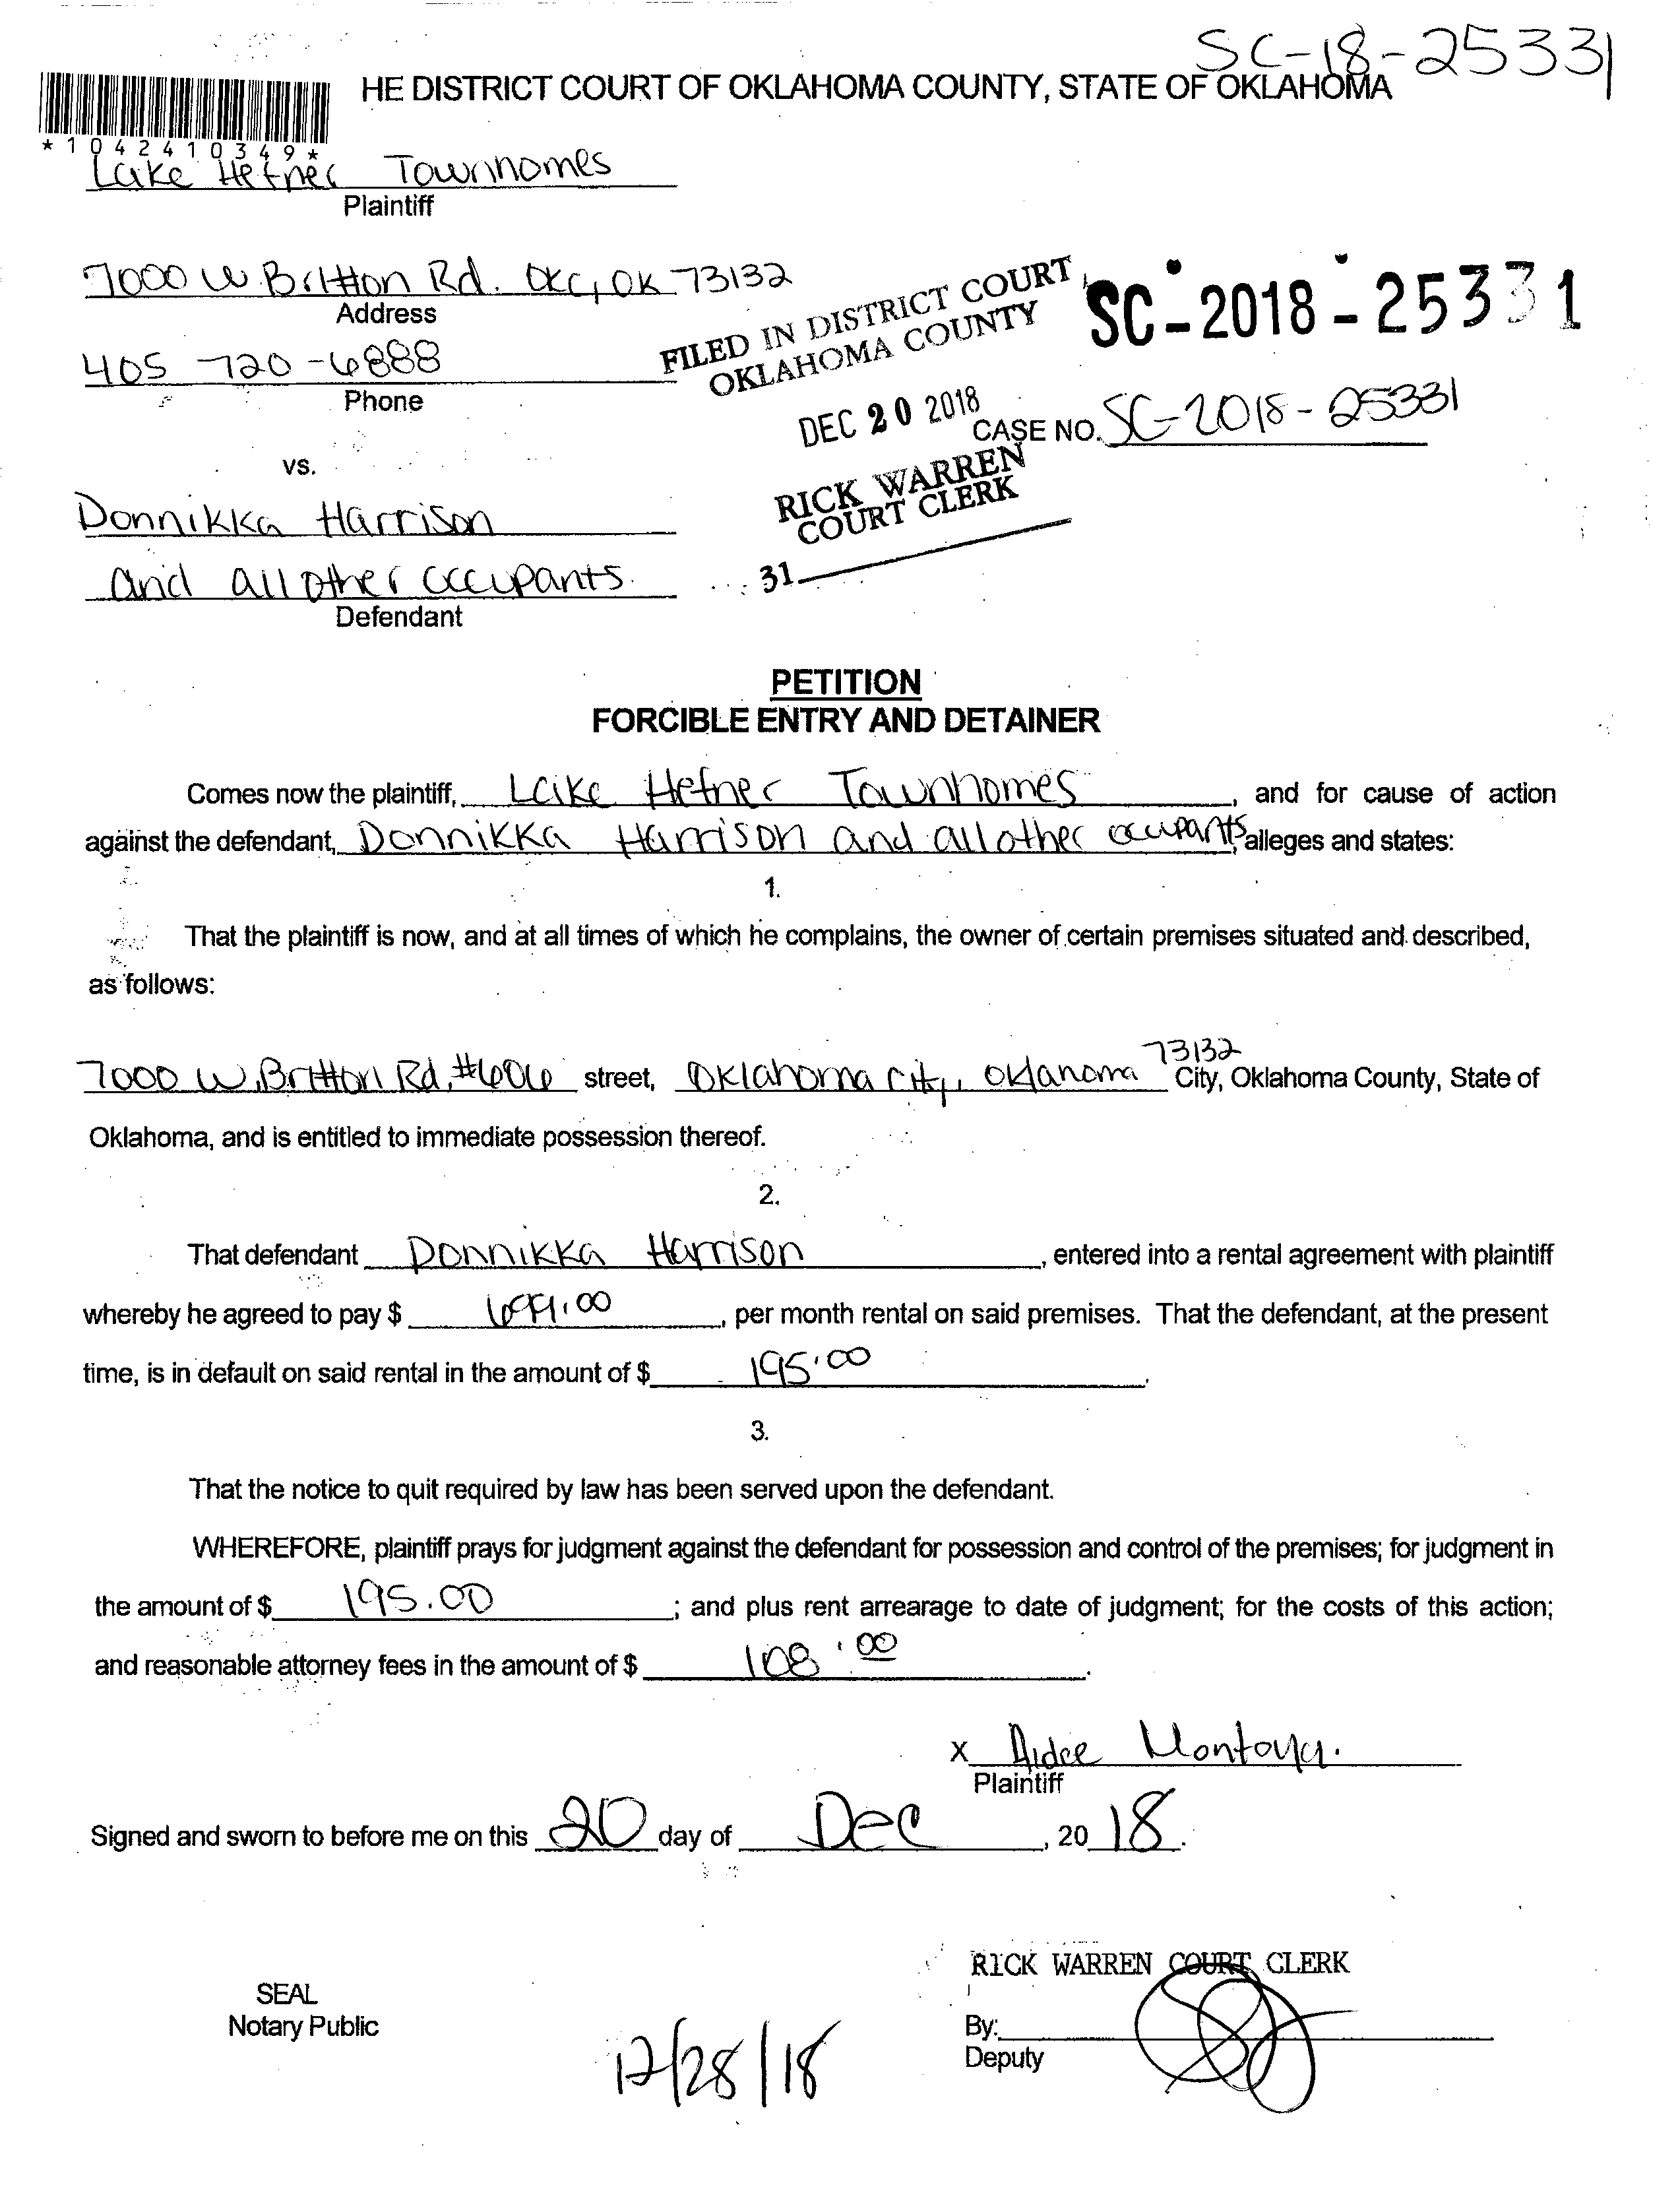 SC-18-25331
HE DISTRICT COURT OF OKLAHOMA COUNTY, STATE OF OKLAHOMA
*1042410349*
Lake Hefner Townhomes
Plaintiff
7000 W. Britton Rd. OKC, OK 73132
Address
FILED IN DISTRICT COURT
OKLAHOMA COUNTY
SC-2018-25331
405-720-6888
Phone
DEC 20 2018
CASE NO. SC-2018-25331
vs.
RICK WARREN
COURT CLERK
Donnikka Harrison
31
and all other occupants.
Defendant
PETITION
FORCIBLE ENTRY AND DETAINER
Comes now the plaintiff, Lake Hefner Townhomes, and for cause of action
against the defendant, Donnikka Harrison and all other occupants, alleges and states:
1.
That the plaintiff is now, and at all times of which he complains, the owner of certain premises situated and described,
as follows:
73132
7000 W. Britton Rd, #606 street, Oklahoma city, Oklahoma City, Oklahoma County, State of
Oklahoma, and is entitled to immediate possession thereof.
2.
That defendant Donnikka Harrison, entered into a rental agreement with plaintiff
whereby he agreed to pay $ 699.00, per month rental on said premises. That the defendant, at the present
time, is in default on said rental in the amount of $ 195.00.
3.
That the notice to quit required by law has been served upon the defendant.
WHEREFORE, plaintiff prays for judgment against the defendant for possession and control of the premises; for judgment in
the amount of $ 195.00; and plus rent arrearage to date of judgment; for the costs of this action;
and reasonable attorney fees in the amount of $ 108.00.
x Aidee Montoya.
Plaintiff
Signed and sworn to before me on this 20 day of Dec, 20 18.
RICK WARREN COURT CLERK
SEAL
Notary Public
By:
Deputy
12/28/18